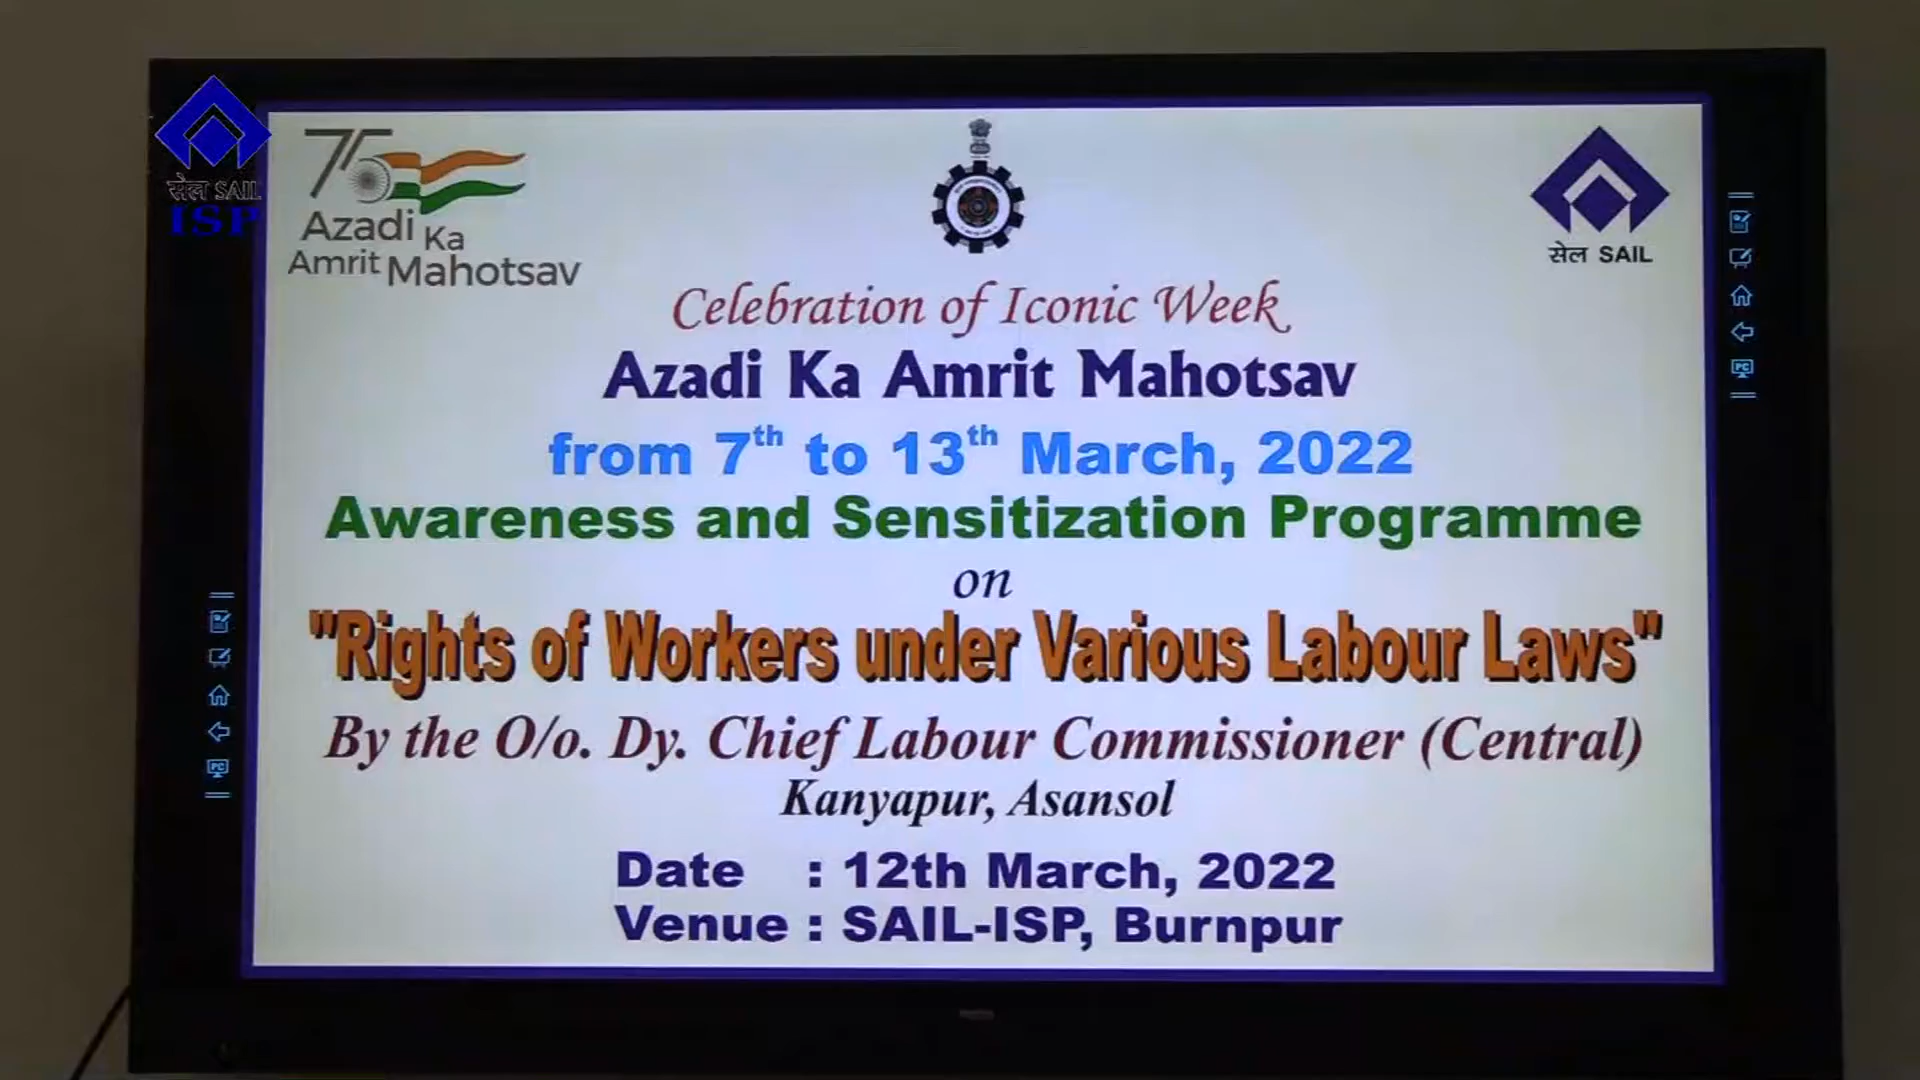 सेल SAIL
ISP
75
Azadi Ka
Amrit Mahotsav
सेल SAIL
Celebration of Iconic Week
Azadi Ka Amrit Mahotsav
from 7th to 13th March, 2022
Awareness and Sensitization Programme
on
"Rights of Workers under Various Labour Laws"
By the O/o. Dy. Chief Labour Commissioner (Central)
Kanyapur, Asansol
Date : 12th March, 2022
Venue : SAIL-ISP, Burnpur
PC
PC